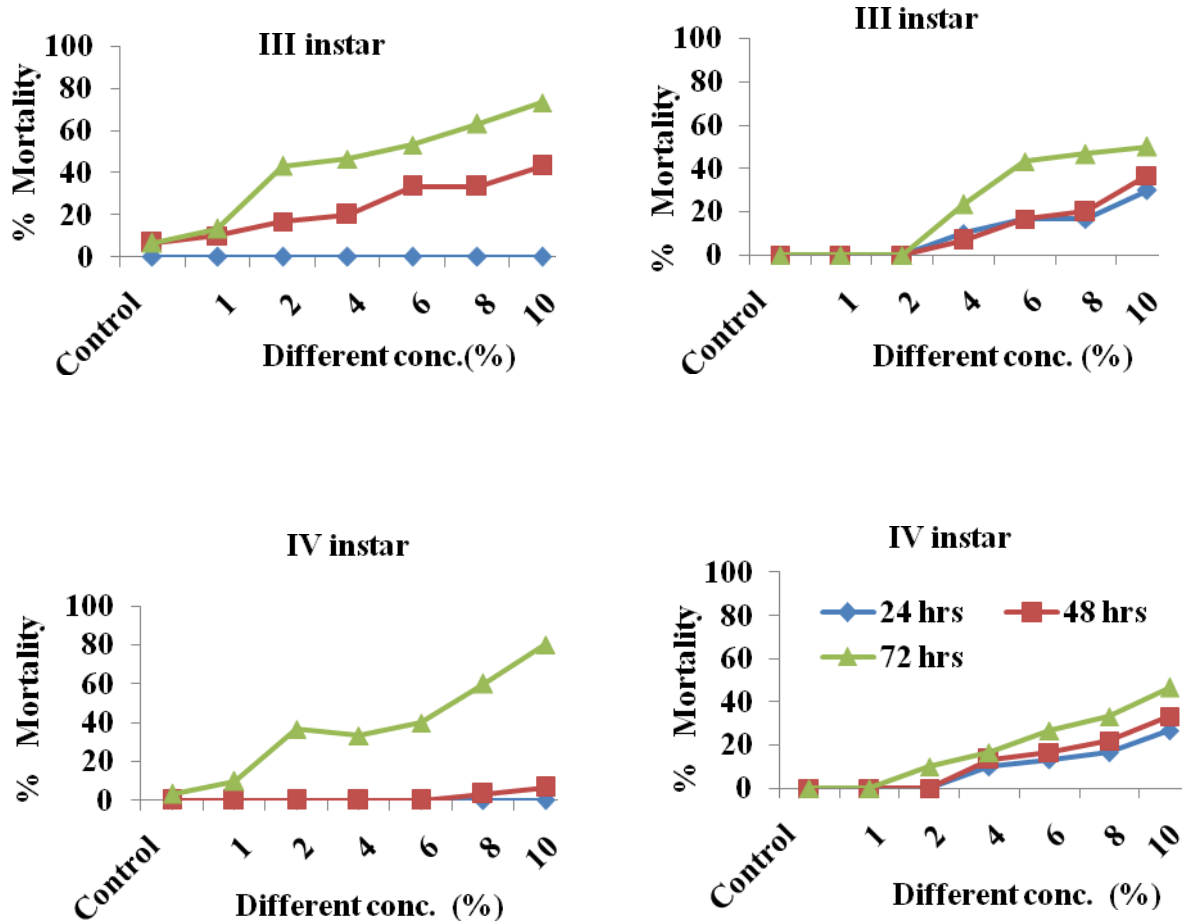 III instar
% Mortality
100
80
60
40
20
0
Control 1 2 4 6 8 10
Different conc.(%)
III instar
% Mortality
100
80
60
40
20
0
Control 1 2 4 6 8 10
Different conc. (%)
IV instar
% Mortality
100
80
60
40
20
0
Control 1 2 4 6 8 10
Different conc. (%)
IV instar
% Mortality
100
80
60
40
20
0
24 hrs 48 hrs
72 hrs
Control 1 2 4 6 8 10
Different conc. (%)